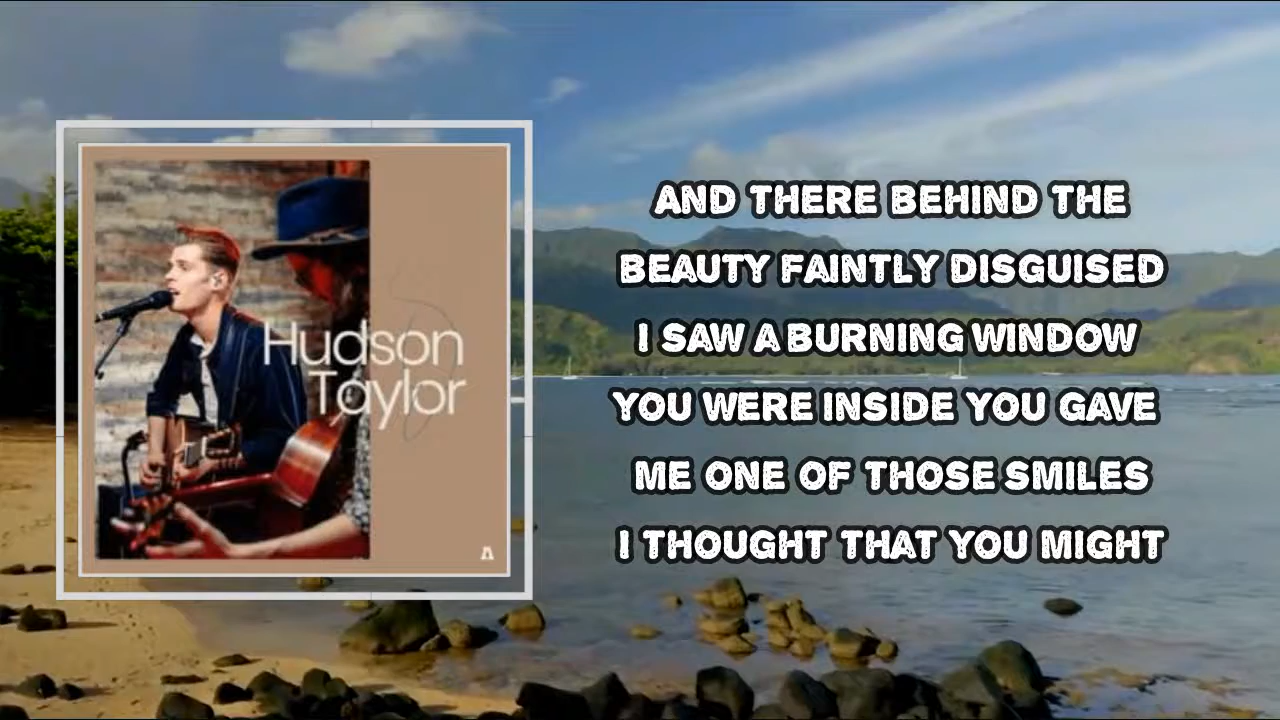 Hudson
Taylor
AND THERE BEHIND THE
BEAUTY FAINTLY DISGUISED
I SAW A BURNING WINDOW
YOU WERE INSIDE YOU GAVE
ME ONE OF THOSE SMILES
I THOUGHT THAT YOU MIGHT